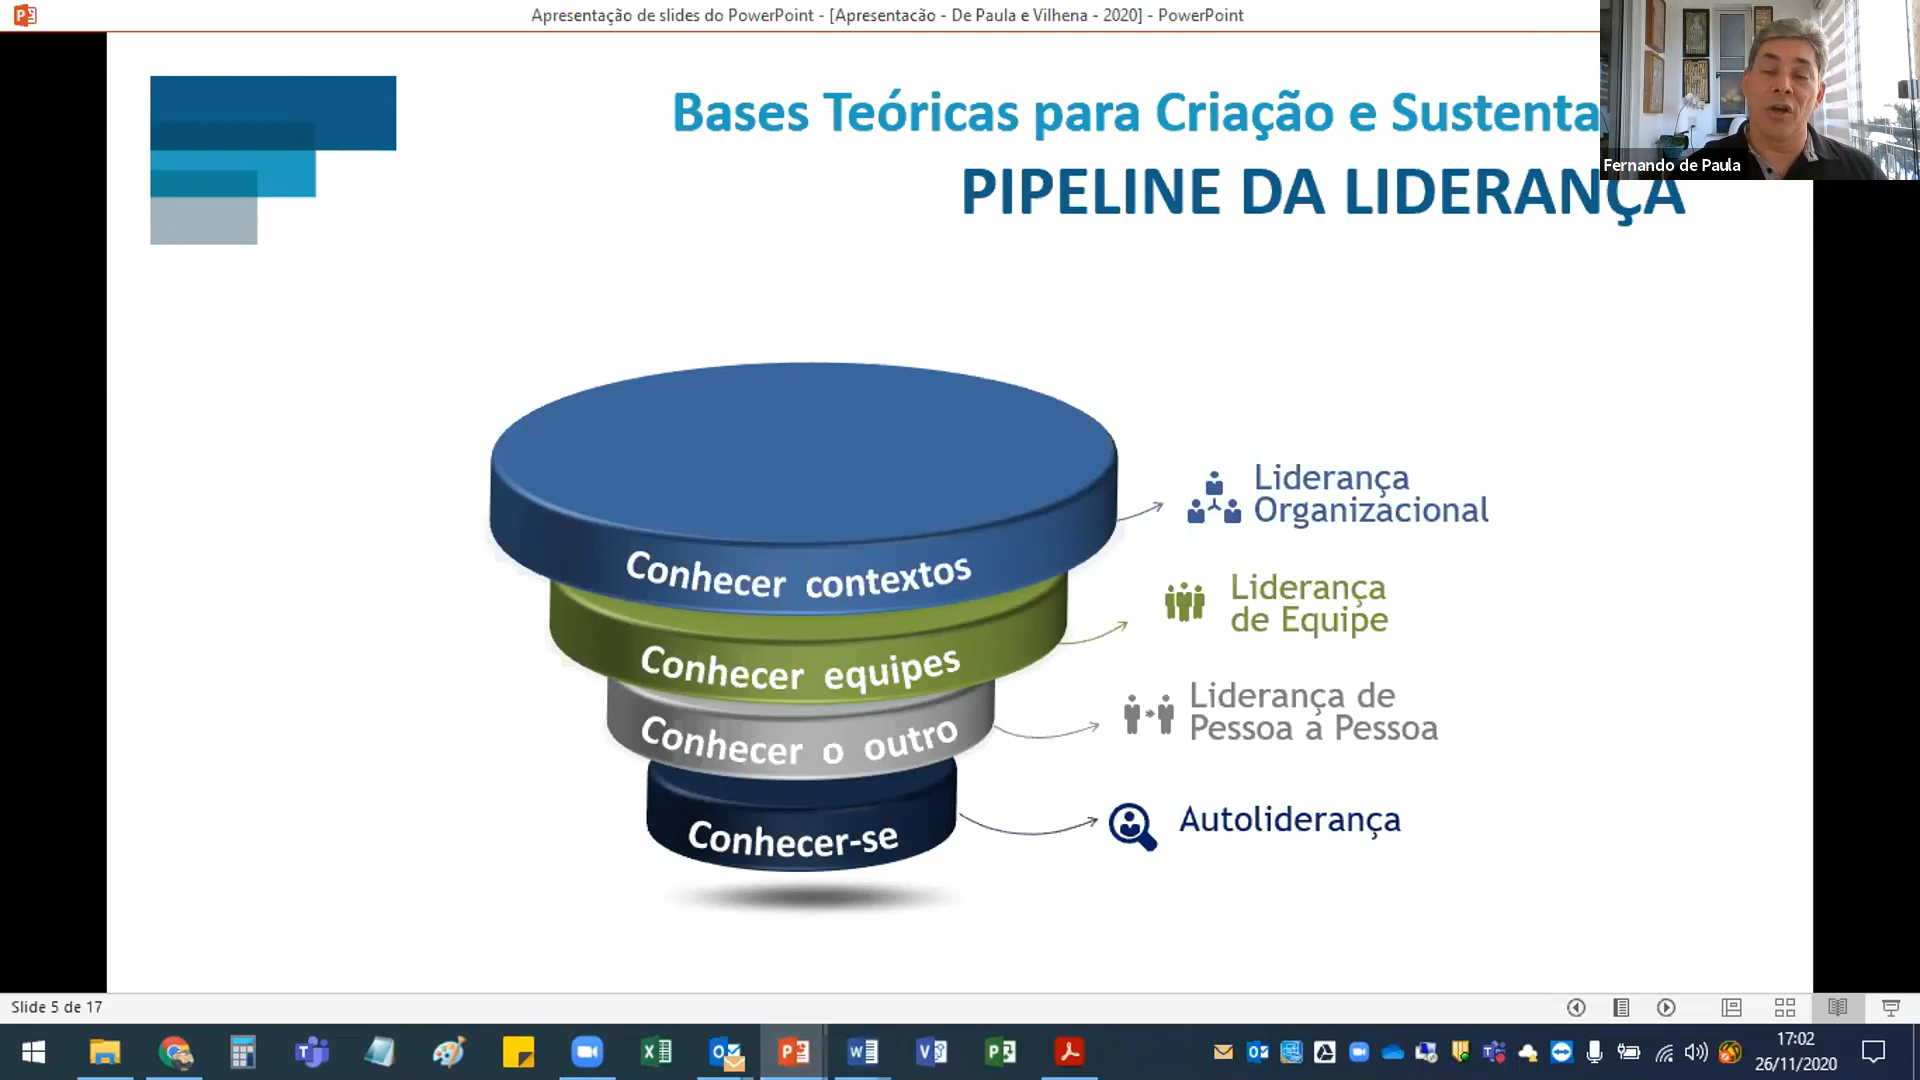 Apresentação de slides do PowerPoint - [Apresentacão - De Paula e Vilhena - 2020] - PowerPoint
Bases Teóricas para Criação e Sustenta
PIPELINE DA LIDERANÇA
Fernando de Paula
Liderança
Organizacional
Conhecer contextos
Liderança
de Equipe
Conhecer equipes
Liderança de
Pessoa a Pessoa
Conhecer o outro
Autoliderança
Conhecer-se
Slide 5 de 17
17:02
26/11/2020